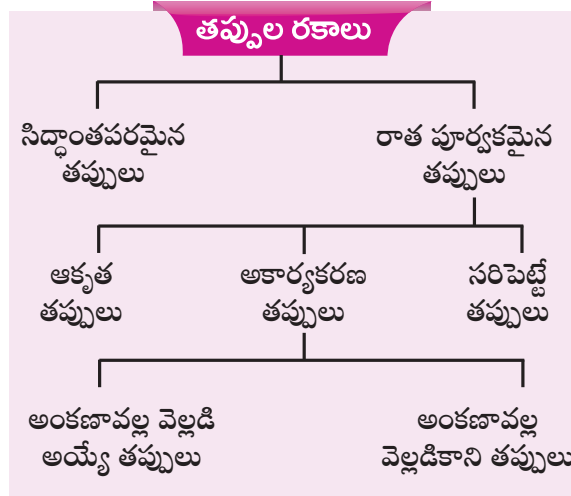 తప్పుల రకాలు
సిద్ధాంతపరమైన
తప్పులు
రాత పూర్వకమైన
తప్పులు
ఆకృత
తప్పులు
అకార్యకరణ
తప్పులు
సరిపెట్టే
తప్పులు
అంకణావల్ల వెల్లడి
అయ్యే తప్పులు
అంకణావల్ల
వెల్లడికాని తప్పులు